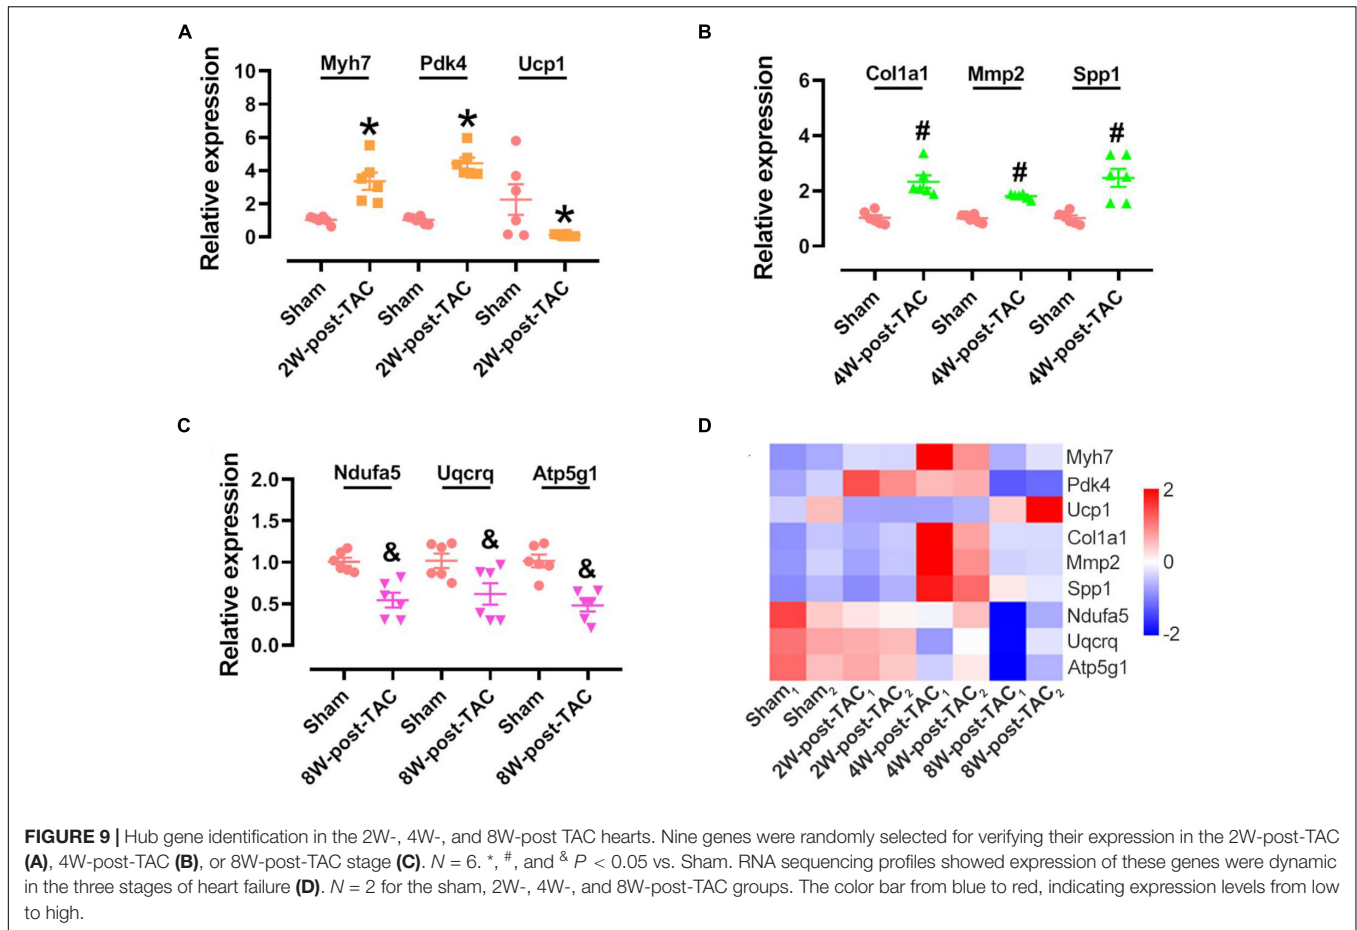 A
Myh7 Pdk4 Ucp1
Relative expression
10
8
6
4
2
0
* * *
Sham 2W-post-TAC Sham 2W-post-TAC Sham 2W-post-TAC
B
Col1a1 Mmp2 Spp1
Relative expression
6
4
2
0
# # #
Sham 4W-post-TAC Sham 4W-post-TAC Sham 4W-post-TAC
C
Ndufa5 Uqcrq Atp5g1
Relative expression
2.0
1.5
1.0
0.5
0.0
& & &
Sham 8W-post-TAC Sham 8W-post-TAC Sham 8W-post-TAC
D
Myh7
Pdk4
Ucp1
Col1a1
Mmp2
Spp1
Ndufa5
Uqcrq
Atp5g1
2
0
-2
Sham₁ Sham₂ 2W-post-TAC₁ 2W-post-TAC₂ 4W-post-TAC₁ 4W-post-TAC₂ 8W-post-TAC₁ 8W-post-TAC₂
FIGURE 9 | Hub gene identification in the 2W-, 4W-, and 8W-post TAC hearts. Nine genes were randomly selected for verifying their expression in the 2W-post-TAC
(A), 4W-post-TAC (B), or 8W-post-TAC stage (C). N = 6. *, #, and & P < 0.05 vs. Sham. RNA sequencing profiles showed expression of these genes were dynamic
in the three stages of heart failure (D). N = 2 for the sham, 2W-, 4W-, and 8W-post-TAC groups. The color bar from blue to red, indicating expression levels from low
to high.